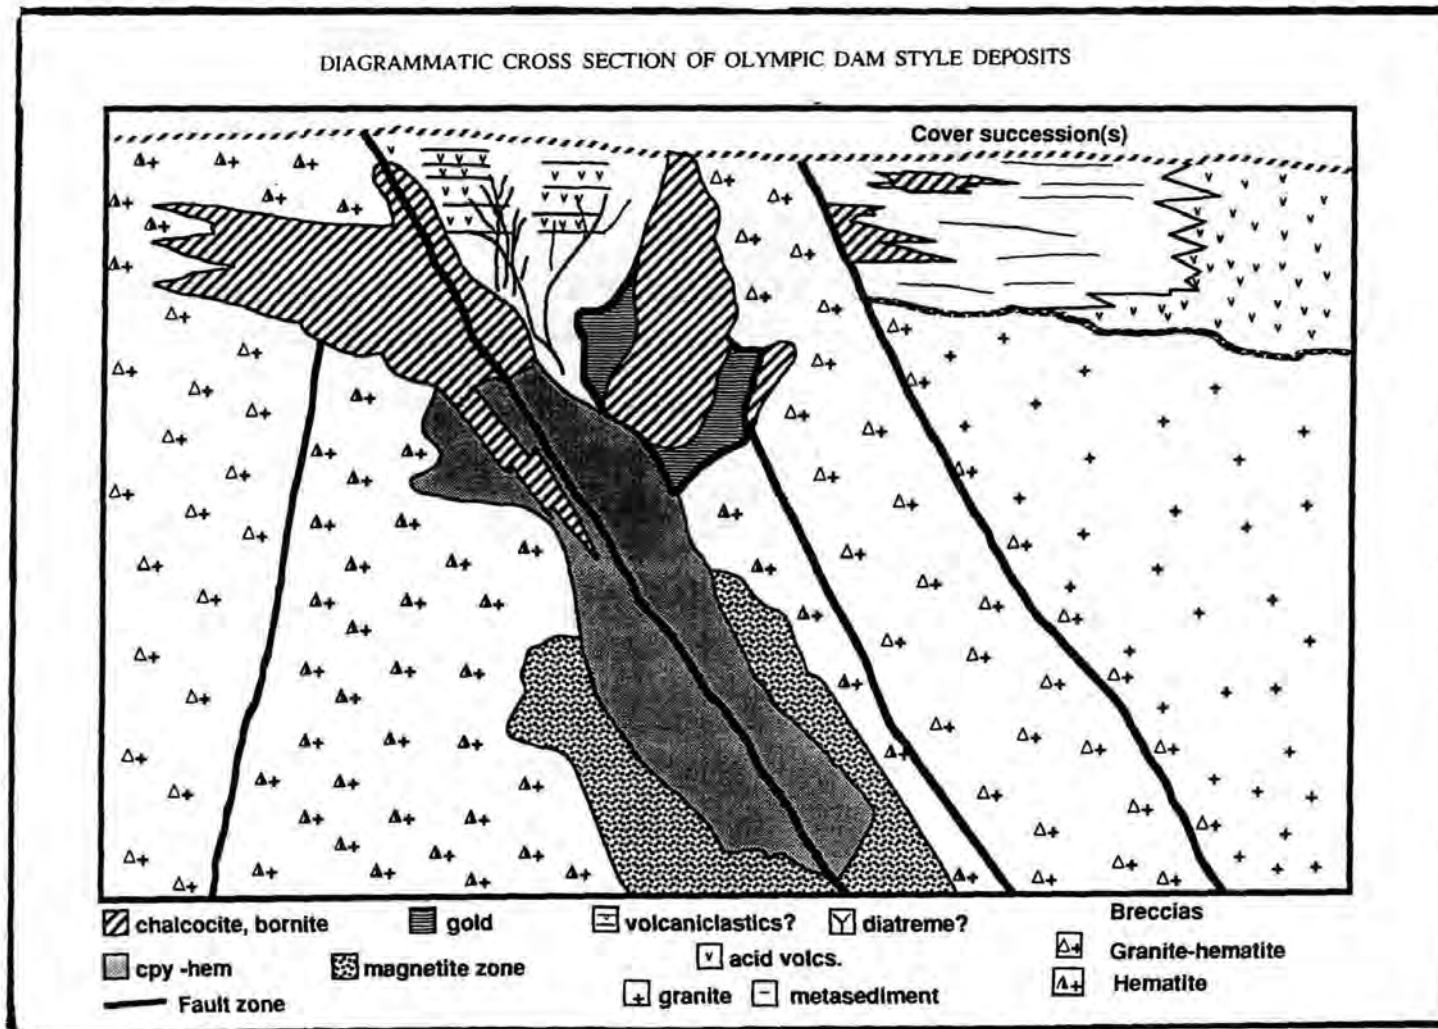 DIAGRAMMATIC CROSS SECTION OF OLYMPIC DAM STYLE DEPOSITS
Cover succession(s)
chalcocite, bornite
gold
volcaniclastics?
diatreme?
Breccias
cpy -hem
magnetite zone
acid volcs.
Granite-hematite
Fault zone
granite
metasediment
Hematite